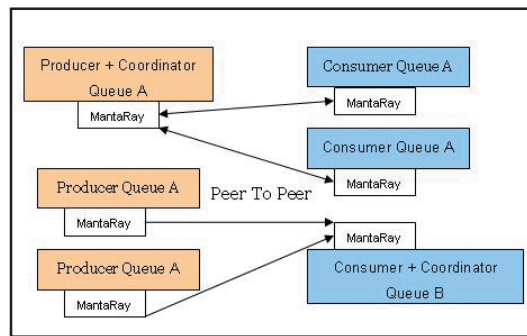 Producer + Coordinator
Queue A
MantaRay
Consumer Queue A
MantaRay
Consumer Queue A
MantaRay
Producer Queue A
MantaRay
Peer To Peer
Producer Queue A
MantaRay
MantaRay
Consumer + Coordinator
Queue B